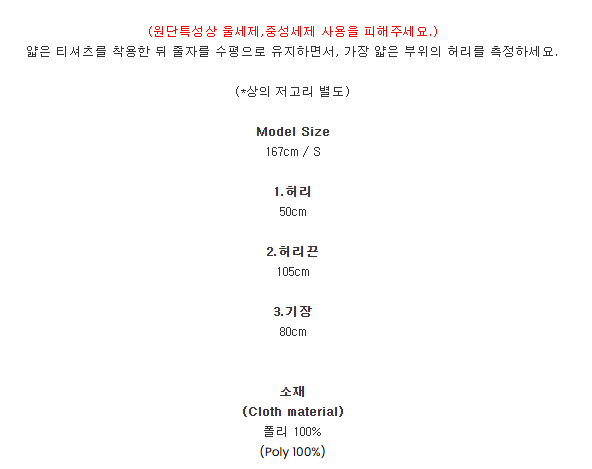 (원단특성상 울세제,중성세제 사용을 피해주세요.)
얇은 티셔츠를 착용한 뒤 줄자를 수평으로 유지하면서, 가장 얇은 부위의 허리를 측정하세요.
(*상의 저고리 별도)
Model Size
167cm / S
1.허리
50cm
2.허리끈
105cm
3.기장
80cm
소재
(Cloth material)
폴리 100%
(Poly 100%)